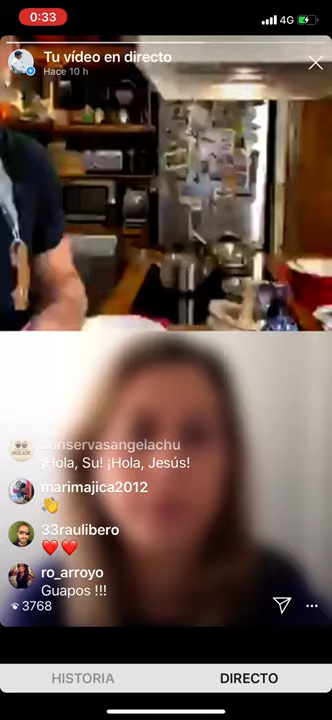 0:33
4G
Tu vídeo en directo
Hace 10 h
conservasangelachu
¡Hola, Su! ¡Hola, Jesús!
marimajica2012
👋
33raulibero
❤️❤️
ro_arroyo
Guapos !!!
3768
HISTORIA
DIRECTO